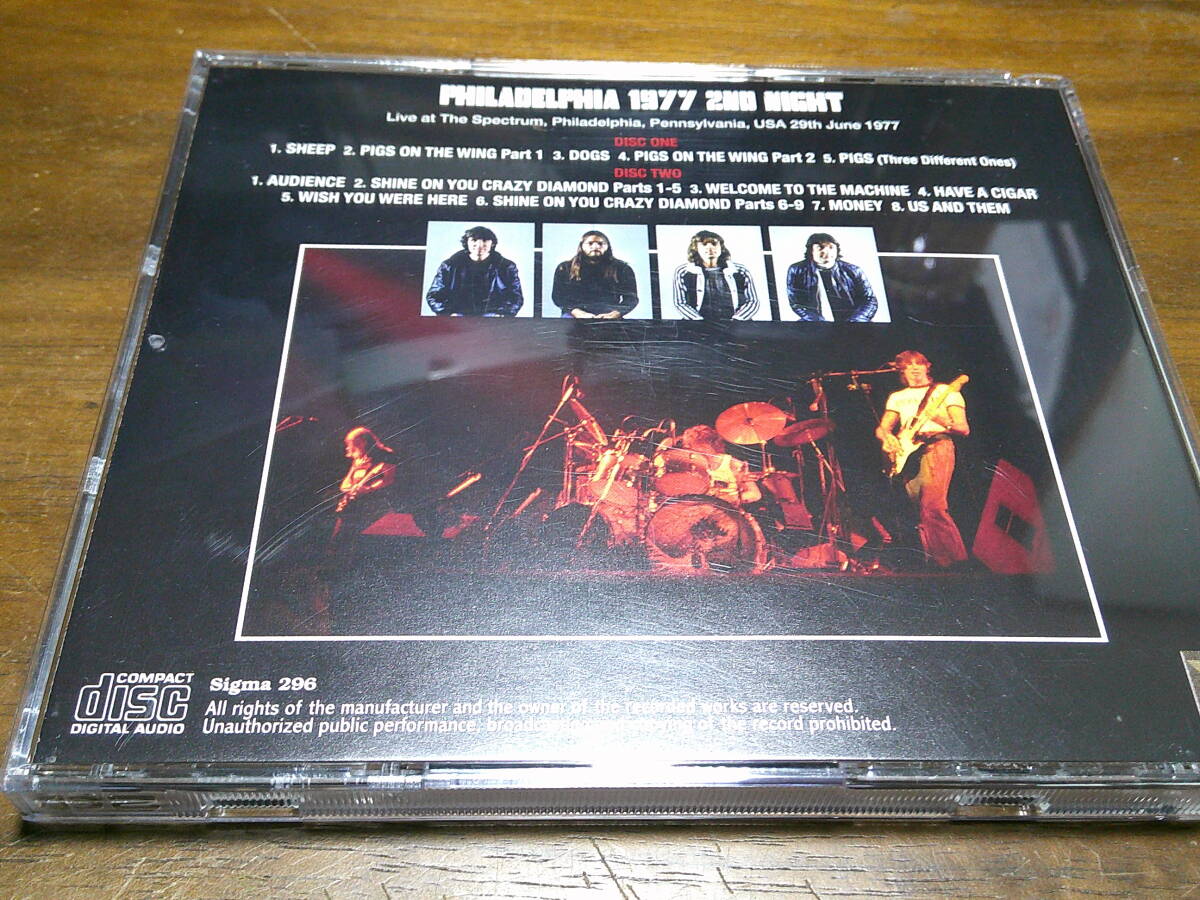 PHILADELPHIA 1977 2ND NIGHT
Live at The Spectrum, Philadelphia, Pennsylvania, USA 29th June 1977
DISC ONE
1. SHEEP 2. PIGS ON THE WING Part 1 3. DOGS 4. PIGS ON THE WING Part 2 5. PIGS (Three Different Ones)
DISC TWO
1. AUDIENCE 2. SHINE ON YOU CRAZY DIAMOND Parts 1-5 3. WELCOME TO THE MACHINE 4. HAVE A CIGAR
5. WISH YOU WERE HERE 6. SHINE ON YOU CRAZY DIAMOND Parts 6-9 7. MONEY 8. US AND THEM
COMPACT
disc
DIGITAL AUDIO
Sigma 296
All rights of the manufacturer and the owner of the recorded works are reserved.
Unauthorized public performance, broadcasting and copying of the record prohibited.